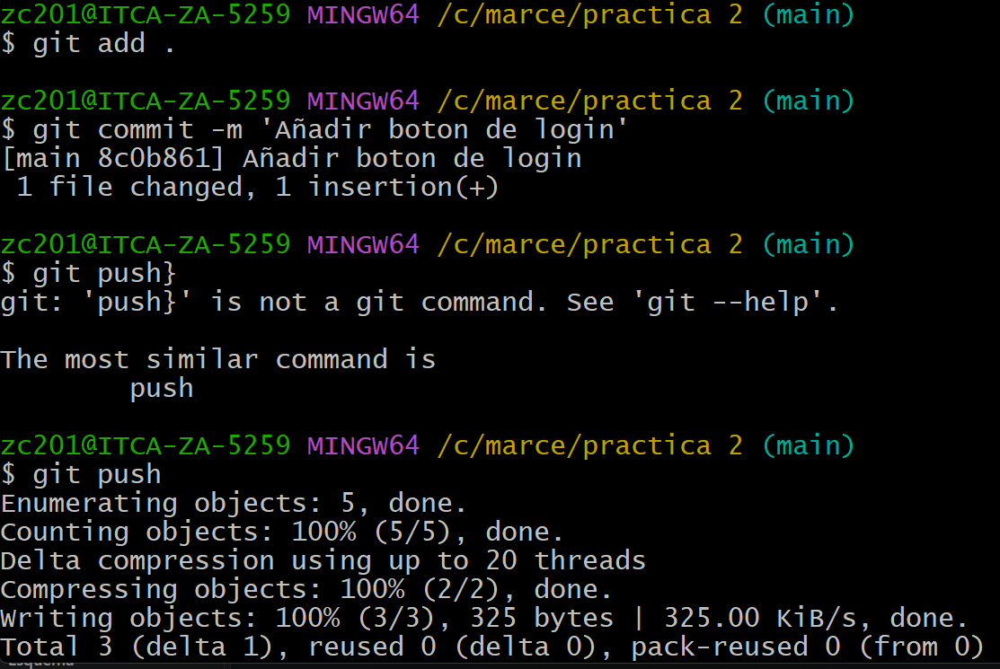 zc201@ITCA-ZA-5259 MINGW64 /c/marce/practica 2 (main)
$ git add .
zc201@ITCA-ZA-5259 MINGW64 /c/marce/practica 2 (main)
$ git commit -m 'Añadir boton de login'
[main 8c0b861] Añadir boton de login
 1 file changed, 1 insertion(+)
zc201@ITCA-ZA-5259 MINGW64 /c/marce/practica 2 (main)
$ git push}
git: 'push}' is not a git command. See 'git --help'.
The most similar command is
        push
zc201@ITCA-ZA-5259 MINGW64 /c/marce/practica 2 (main)
$ git push
Enumerating objects: 5, done.
Counting objects: 100% (5/5), done.
Delta compression using up to 20 threads
Compressing objects: 100% (2/2), done.
Writing objects: 100% (3/3), 325 bytes | 325.00 KiB/s, done.
Total 3 (delta 1), reused 0 (delta 0), pack-reused 0 (from 0)